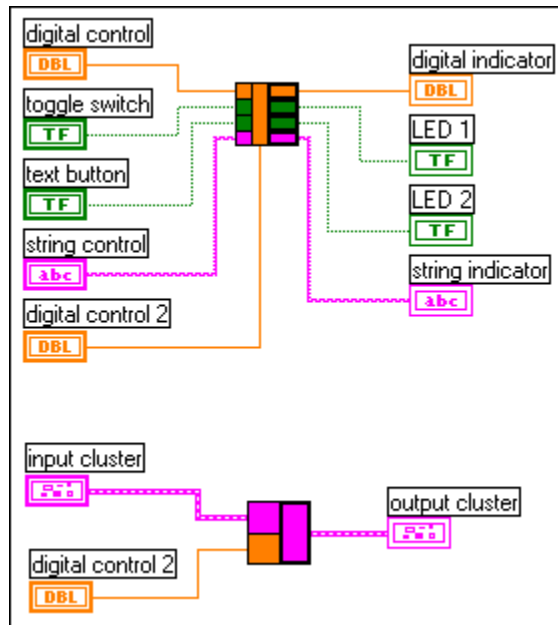 digital control
DBL
toggle switch
TF
text button
TF
string control
abc
digital control 2
DBL
digital indicator
DBL
LED 1
TF
LED 2
TF
string indicator
abc
input cluster
digital control 2
DBL
output cluster